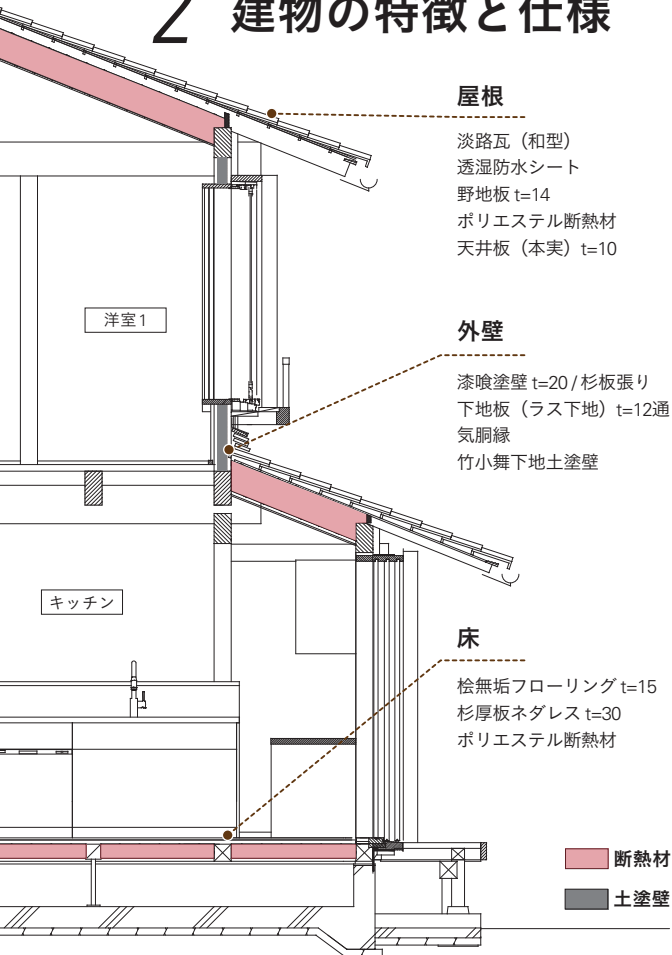 2 建物の特徴と仕様
屋根
淡路瓦（和型）
透湿防水シート
野地板 t=14
ポリエステル断熱材
天井板（本実）t=10
洋室1
外壁
漆喰塗壁 t=20 / 杉板張り
下地板（ラス下地）t=12通
気胴縁
竹小舞下地土塗壁
キッチン
床
桧無垢フローリング t=15
杉厚板ネダレス t=30
ポリエステル断熱材
断熱材
土塗壁